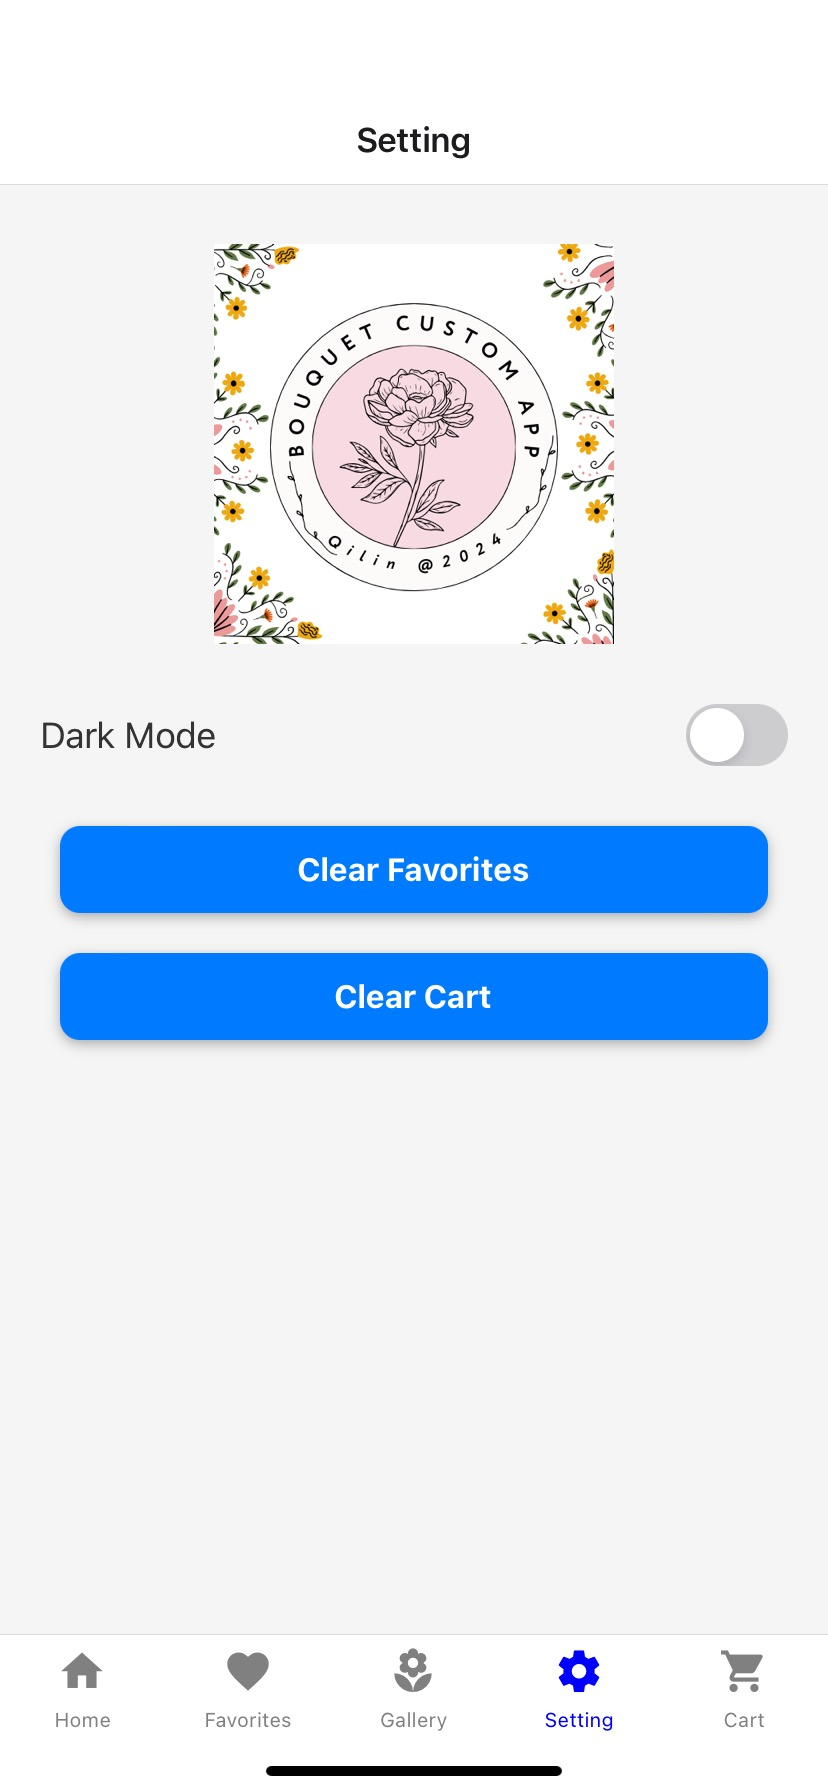 Setting
BOUQUET CUSTOM APP
Qilin @2024
Dark Mode
Clear Favorites
Clear Cart
Home
Favorites
Gallery
Setting
Cart